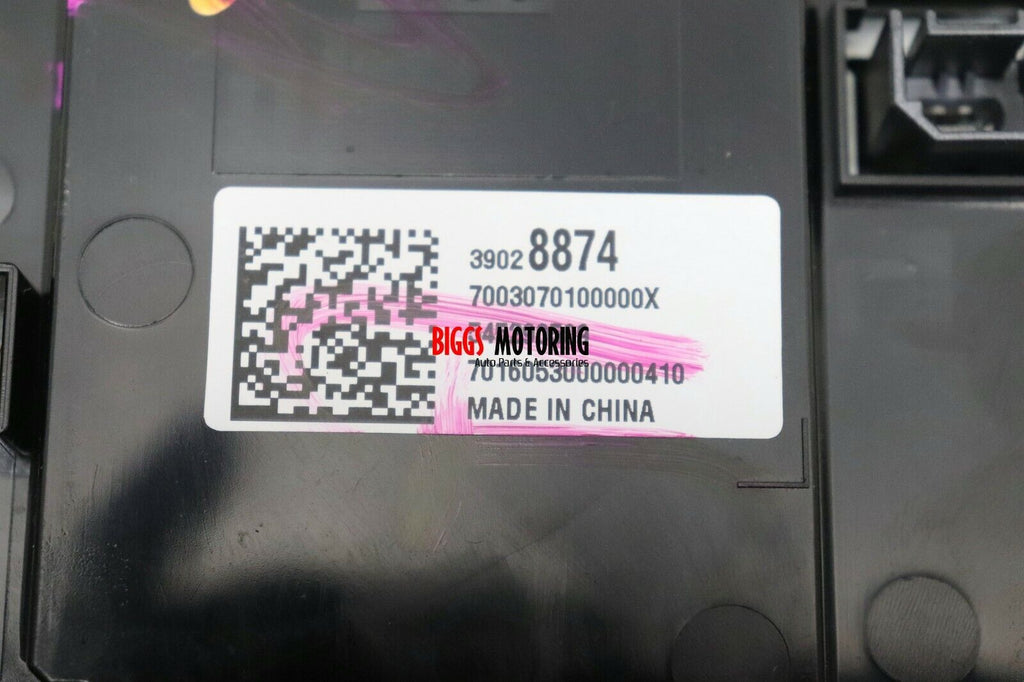 3902 8874
7003070100000X
BIGGS MOTORING
Auto Parts & Accessories
7016053000000410
MADE IN CHINA